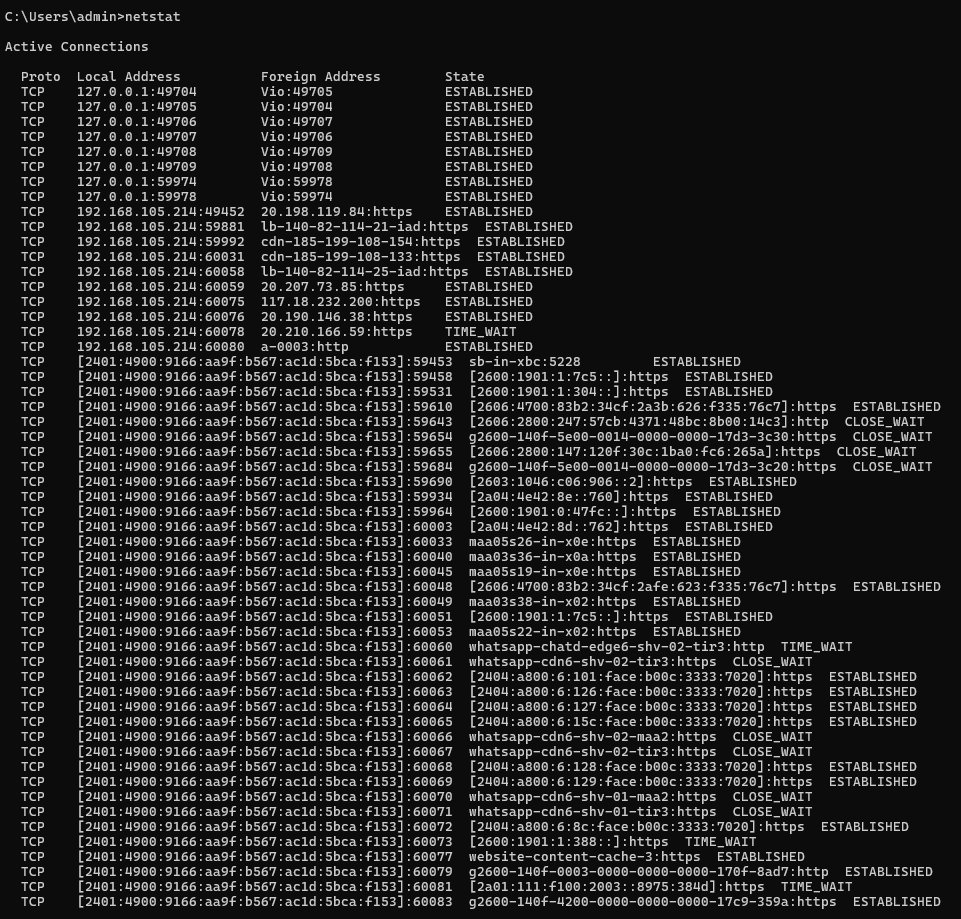 C:\Users\admin>netstat
Active Connections
Proto  Local Address          Foreign Address        State
TCP    127.0.0.1:49704        Vio:49705              ESTABLISHED
TCP    127.0.0.1:49705        Vio:49704              ESTABLISHED
TCP    127.0.0.1:49706        Vio:49707              ESTABLISHED
TCP    127.0.0.1:49707        Vio:49706              ESTABLISHED
TCP    127.0.0.1:49708        Vio:49709              ESTABLISHED
TCP    127.0.0.1:49709        Vio:49708              ESTABLISHED
TCP    127.0.0.1:59974        Vio:59978              ESTABLISHED
TCP    127.0.0.1:59978        Vio:59974              ESTABLISHED
TCP    192.168.105.214:49452  20.198.119.84:https    ESTABLISHED
TCP    192.168.105.214:59881  lb-140-82-114-21-iad:https  ESTABLISHED
TCP    192.168.105.214:59992  cdn-185-199-108-154:https  ESTABLISHED
TCP    192.168.105.214:60031  cdn-185-199-108-133:https  ESTABLISHED
TCP    192.168.105.214:60058  lb-140-82-114-25-iad:https  ESTABLISHED
TCP    192.168.105.214:60059  20.207.73.85:https     ESTABLISHED
TCP    192.168.105.214:60075  117.18.232.200:https   ESTABLISHED
TCP    192.168.105.214:60076  20.190.146.38:https    ESTABLISHED
TCP    192.168.105.214:60078  20.210.166.59:https    TIME_WAIT
TCP    192.168.105.214:60080  a-0003:http            ESTABLISHED
TCP    [2401:4900:9166:aa9f:b567:ac1d:5bca:f153]:59453  sb-in-xbc:5228         ESTABLISHED
TCP    [2401:4900:9166:aa9f:b567:ac1d:5bca:f153]:59458  [2600:1901:1:7c5::]:https  ESTABLISHED
TCP    [2401:4900:9166:aa9f:b567:ac1d:5bca:f153]:59531  [2600:1901:1:304::]:https  ESTABLISHED
TCP    [2401:4900:9166:aa9f:b567:ac1d:5bca:f153]:59610  [2606:4700:83b2:34cf:2a3b:626:f335:76c7]:https  ESTABLISHED
TCP    [2401:4900:9166:aa9f:b567:ac1d:5bca:f153]:59643  [2606:2800:247:57cb:4371:48bc:8b00:14c3]:http  CLOSE_WAIT
TCP    [2401:4900:9166:aa9f:b567:ac1d:5bca:f153]:59654  g2600-140f-5e00-0014-0000-0000-17d3-3c30:https  CLOSE_WAIT
TCP    [2401:4900:9166:aa9f:b567:ac1d:5bca:f153]:59655  [2606:2800:147:120f:30c:1ba0:fc6:265a]:https  CLOSE_WAIT
TCP    [2401:4900:9166:aa9f:b567:ac1d:5bca:f153]:59684  g2600-140f-5e00-0014-0000-0000-17d3-3c20:https  CLOSE_WAIT
TCP    [2401:4900:9166:aa9f:b567:ac1d:5bca:f153]:59690  [2603:1046:c06:906::2]:https  ESTABLISHED
TCP    [2401:4900:9166:aa9f:b567:ac1d:5bca:f153]:59934  [2a04:4e42:8e::760]:https  ESTABLISHED
TCP    [2401:4900:9166:aa9f:b567:ac1d:5bca:f153]:59964  [2600:1901:0:47fc::]:https  ESTABLISHED
TCP    [2401:4900:9166:aa9f:b567:ac1d:5bca:f153]:60003  [2a04:4e42:8d::762]:https  ESTABLISHED
TCP    [2401:4900:9166:aa9f:b567:ac1d:5bca:f153]:60033  maa05s26-in-x0e:https  ESTABLISHED
TCP    [2401:4900:9166:aa9f:b567:ac1d:5bca:f153]:60040  maa03s36-in-x0a:https  ESTABLISHED
TCP    [2401:4900:9166:aa9f:b567:ac1d:5bca:f153]:60045  maa05s19-in-x0e:https  ESTABLISHED
TCP    [2401:4900:9166:aa9f:b567:ac1d:5bca:f153]:60048  [2606:4700:83b2:34cf:2afe:623:f335:76c7]:https  ESTABLISHED
TCP    [2401:4900:9166:aa9f:b567:ac1d:5bca:f153]:60049  maa03s38-in-x02:https  ESTABLISHED
TCP    [2401:4900:9166:aa9f:b567:ac1d:5bca:f153]:60051  [2600:1901:1:7c5::]:https  ESTABLISHED
TCP    [2401:4900:9166:aa9f:b567:ac1d:5bca:f153]:60053  maa05s22-in-x02:https  ESTABLISHED
TCP    [2401:4900:9166:aa9f:b567:ac1d:5bca:f153]:60060  whatsapp-chatd-edge6-shv-02-tir3:http  TIME_WAIT
TCP    [2401:4900:9166:aa9f:b567:ac1d:5bca:f153]:60061  whatsapp-cdn6-shv-02-tir3:https  CLOSE_WAIT
TCP    [2401:4900:9166:aa9f:b567:ac1d:5bca:f153]:60062  [2404:a800:6:101:face:b00c:3333:7020]:https  ESTABLISHED
TCP    [2401:4900:9166:aa9f:b567:ac1d:5bca:f153]:60063  [2404:a800:6:126:face:b00c:3333:7020]:https  ESTABLISHED
TCP    [2401:4900:9166:aa9f:b567:ac1d:5bca:f153]:60064  [2404:a800:6:127:face:b00c:3333:7020]:https  ESTABLISHED
TCP    [2401:4900:9166:aa9f:b567:ac1d:5bca:f153]:60065  [2404:a800:6:15c:face:b00c:3333:7020]:https  ESTABLISHED
TCP    [2401:4900:9166:aa9f:b567:ac1d:5bca:f153]:60066  whatsapp-cdn6-shv-02-maa2:https  CLOSE_WAIT
TCP    [2401:4900:9166:aa9f:b567:ac1d:5bca:f153]:60067  whatsapp-cdn6-shv-02-tir3:https  CLOSE_WAIT
TCP    [2401:4900:9166:aa9f:b567:ac1d:5bca:f153]:60068  [2404:a800:6:128:face:b00c:3333:7020]:https  ESTABLISHED
TCP    [2401:4900:9166:aa9f:b567:ac1d:5bca:f153]:60069  [2404:a800:6:129:face:b00c:3333:7020]:https  ESTABLISHED
TCP    [2401:4900:9166:aa9f:b567:ac1d:5bca:f153]:60070  whatsapp-cdn6-shv-01-maa2:https  CLOSE_WAIT
TCP    [2401:4900:9166:aa9f:b567:ac1d:5bca:f153]:60071  whatsapp-cdn6-shv-01-tir3:https  CLOSE_WAIT
TCP    [2401:4900:9166:aa9f:b567:ac1d:5bca:f153]:60072  [2404:a800:6:8c:face:b00c:3333:7020]:https  ESTABLISHED
TCP    [2401:4900:9166:aa9f:b567:ac1d:5bca:f153]:60073  [2600:1901:1:388::]:https  TIME_WAIT
TCP    [2401:4900:9166:aa9f:b567:ac1d:5bca:f153]:60077  website-content-cache-3:https  ESTABLISHED
TCP    [2401:4900:9166:aa9f:b567:ac1d:5bca:f153]:60079  g2600-140f-0003-0000-0000-0000-170f-8ad7:http  ESTABLISHED
TCP    [2401:4900:9166:aa9f:b567:ac1d:5bca:f153]:60081  [2a01:111:f100:2003::8975:384d]:https  TIME_WAIT
TCP    [2401:4900:9166:aa9f:b567:ac1d:5bca:f153]:60083  g2600-140f-4200-0000-0000-0000-17c9-359a:https  ESTABLISHED